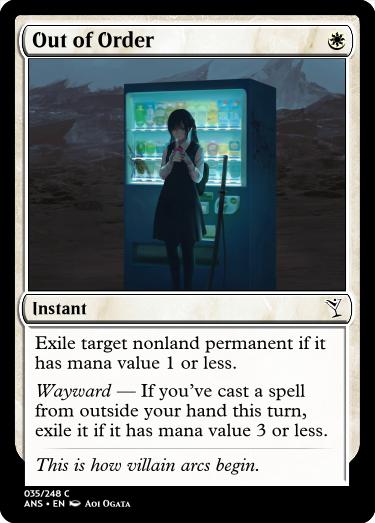 Out of Order
Instant
Exile target nonland permanent if it
has mana value 1 or less.
Wayward — If you've cast a spell
from outside your hand this turn,
exile it if it has mana value 3 or less.
This is how villain arcs begin.
035/248 C
ANS • EN Aoi Ogata